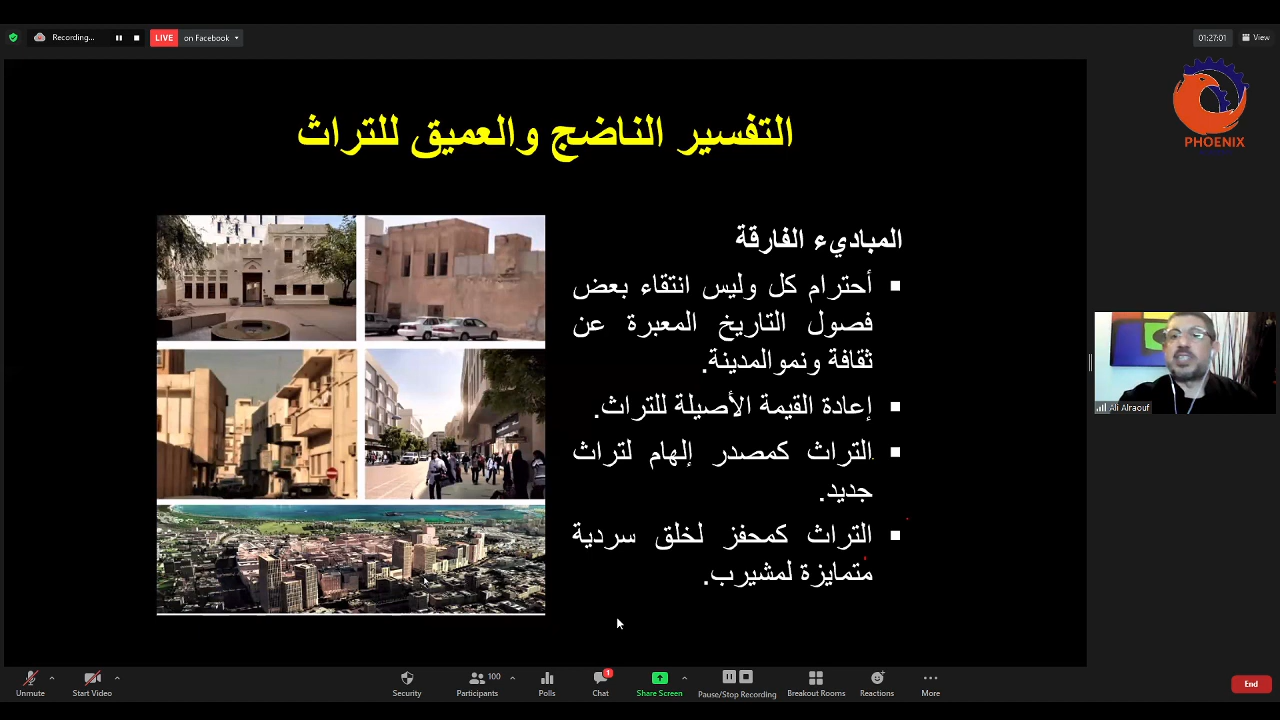 Recording...
LIVE
on Facebook
01:27:01
View
PHOENIX
التفسير الناضج والعميق للتراث
المباديء الفارقة
أحترام كل وليس انتقاء بعض
فصول التاريخ المعبرة عن
ثقافة ونموالمدينة.
إعادة القيمة الأصيلة للتراث.
التراث كمصدر إلهام لتراث
جديد.
التراث كمحفز لخلق سردية
متمايزة لمشيرب.
Ali Alraouf
Unmute
Start Video
Security
Participants
100
Polls
Chat
1
Share Screen
Pause/Stop Recording
Breakout Rooms
Reactions
More
End